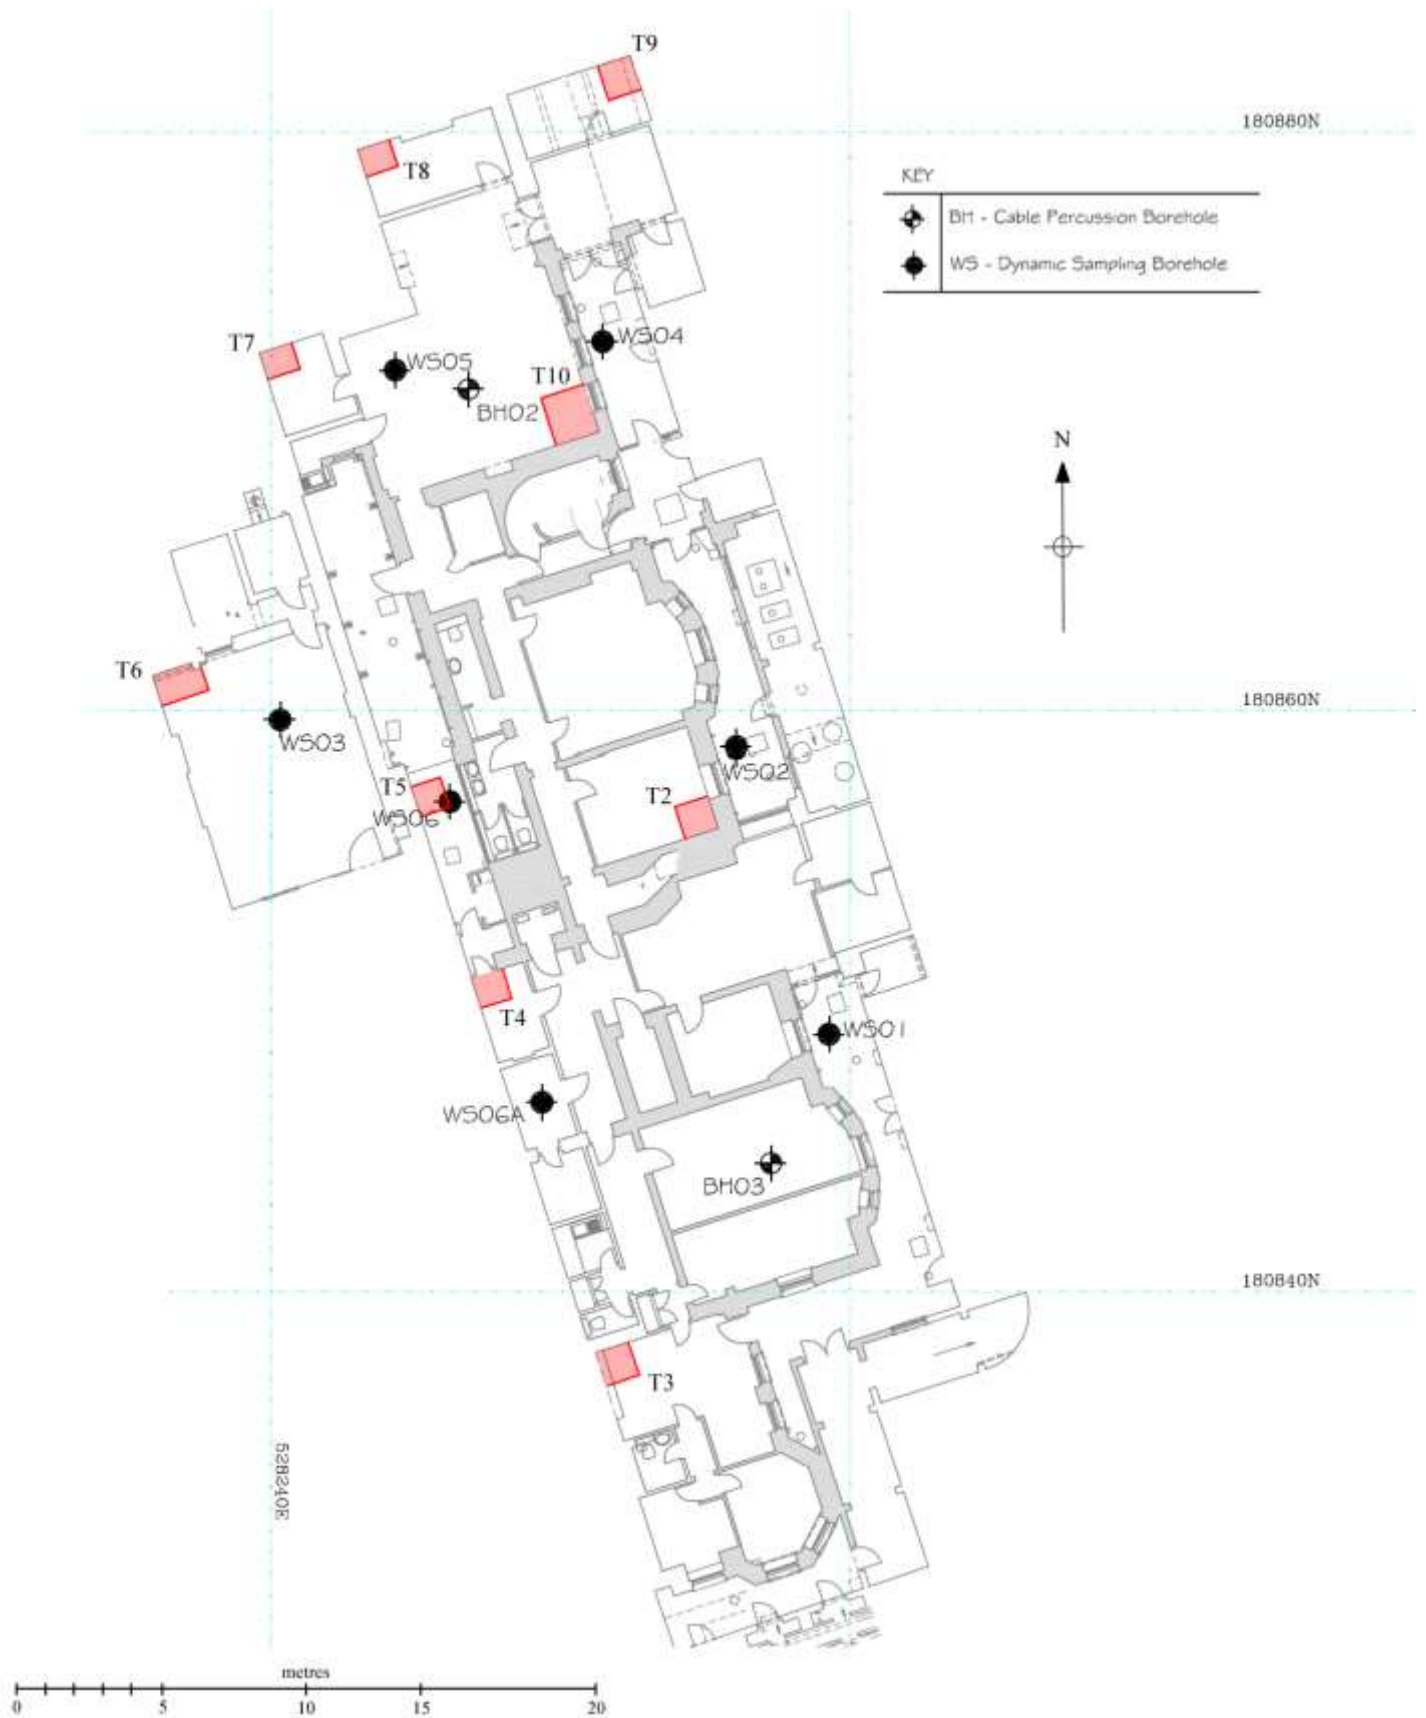 T9
180880N
T8
KEY
BH - Cable Percussion Borehole
WS - Dynamic Sampling Borehole
T7
WS04
WS05
T10
BH02
N
T6
180860N
WS03
WS02
T5
T2
WS06
T4
WS01
WS06A
BH03
180840N
T3
528240E
metres
0 5 10 15 20